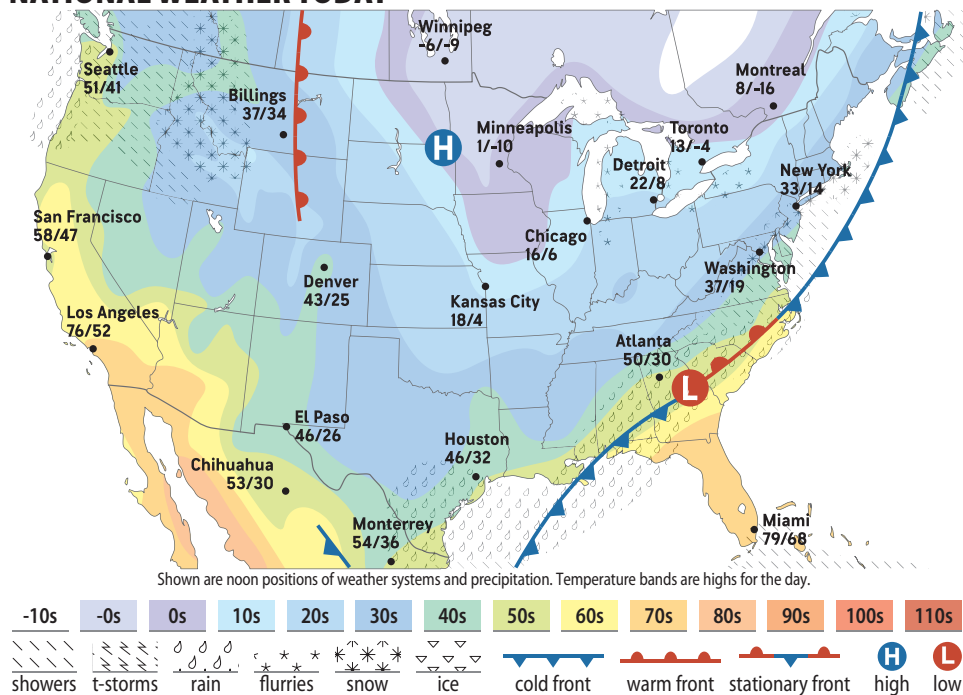 NATIONAL WEATHER TODAY
Winnipeg
-6/-9
Seattle
51/41
Montreal
8/-16
Billings
37/34
H
Minneapolis
1/-10
Toronto
13/-4
Detroit
22/8
New York
33/14
San Francisco
58/47
Chicago
16/6
Washington
37/19
Denver
43/25
Kansas City
18/4
Los Angeles
76/52
Atlanta
50/30
L
El Paso
46/26
Houston
46/32
Chihuahua
53/30
Monterrey
54/36
Miami
79/68
Shown are noon positions of weather systems and precipitation. Temperature bands are highs for the day.
-10s -0s 0s 10s 20s 30s 40s 50s 60s 70s 80s 90s 100s 110s
H L
showers t-storms rain flurries snow ice cold front warm front stationary front high low